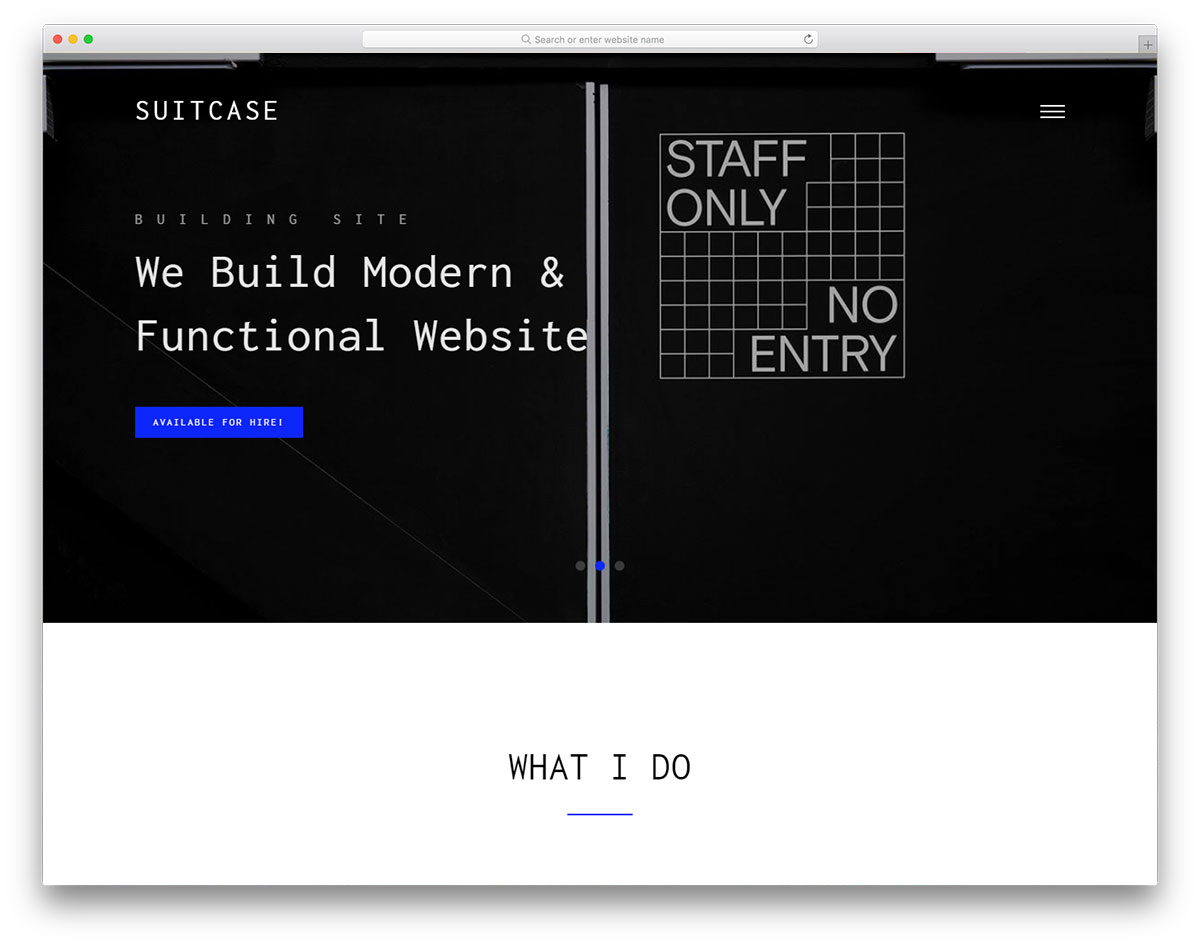 Search or enter website name
SUITCASE
STAFF
ONLY
NO
ENTRY
BUILDING SITE
We Build Modern &
Functional Website
AVAILABLE FOR HIRE!
WHAT I DO